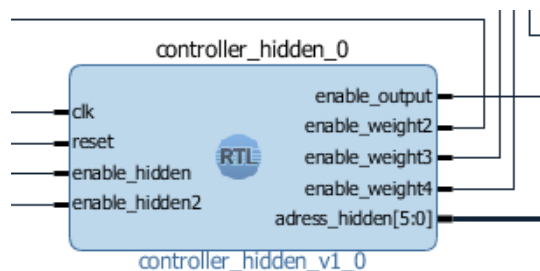 controller_hidden_0
clk
reset
enable_hidden
enable_hidden2
RTL
enable_output
enable_weight2
enable_weight3
enable_weight4
adress_hidden[5:0]
controller_hidden_v1_0